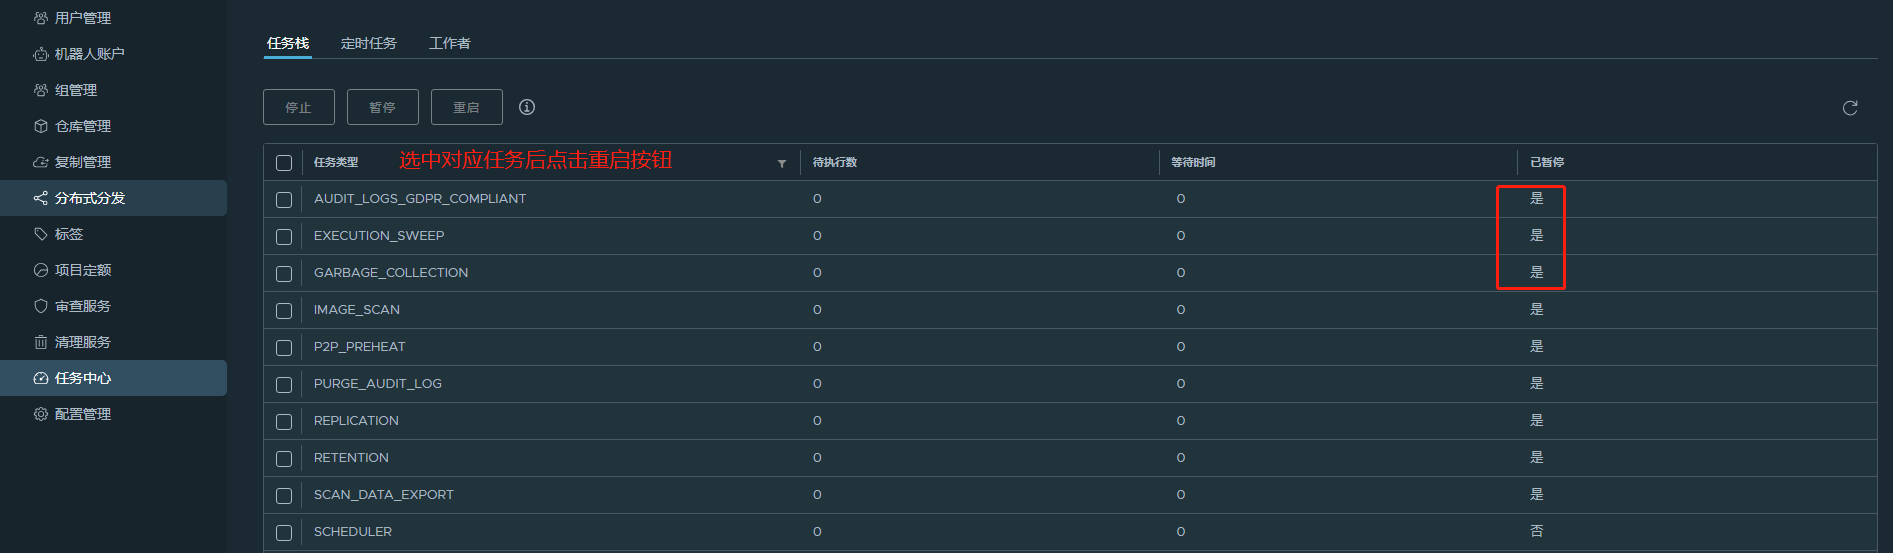 用户管理
机器人账户
组管理
仓库管理
复制管理
分布式分发
标签
项目定额
审查服务
清理服务
任务中心
配置管理
任务栈 定时任务 工作者
停止 暂停 重启
任务类型 选中对应任务后点击重启按钮 待执行数 等待时间 已暂停
AUDIT_LOGS_GDPR_COMPLIANT 0 0 是
EXECUTION_SWEEP 0 0 是
GARBAGE_COLLECTION 0 0 是
IMAGE_SCAN 0 0 是
P2P_PREHEAT 0 0 是
PURGE_AUDIT_LOG 0 0 是
REPLICATION 0 0 是
RETENTION 0 0 是
SCAN_DATA_EXPORT 0 0 是
SCHEDULER 0 0 否